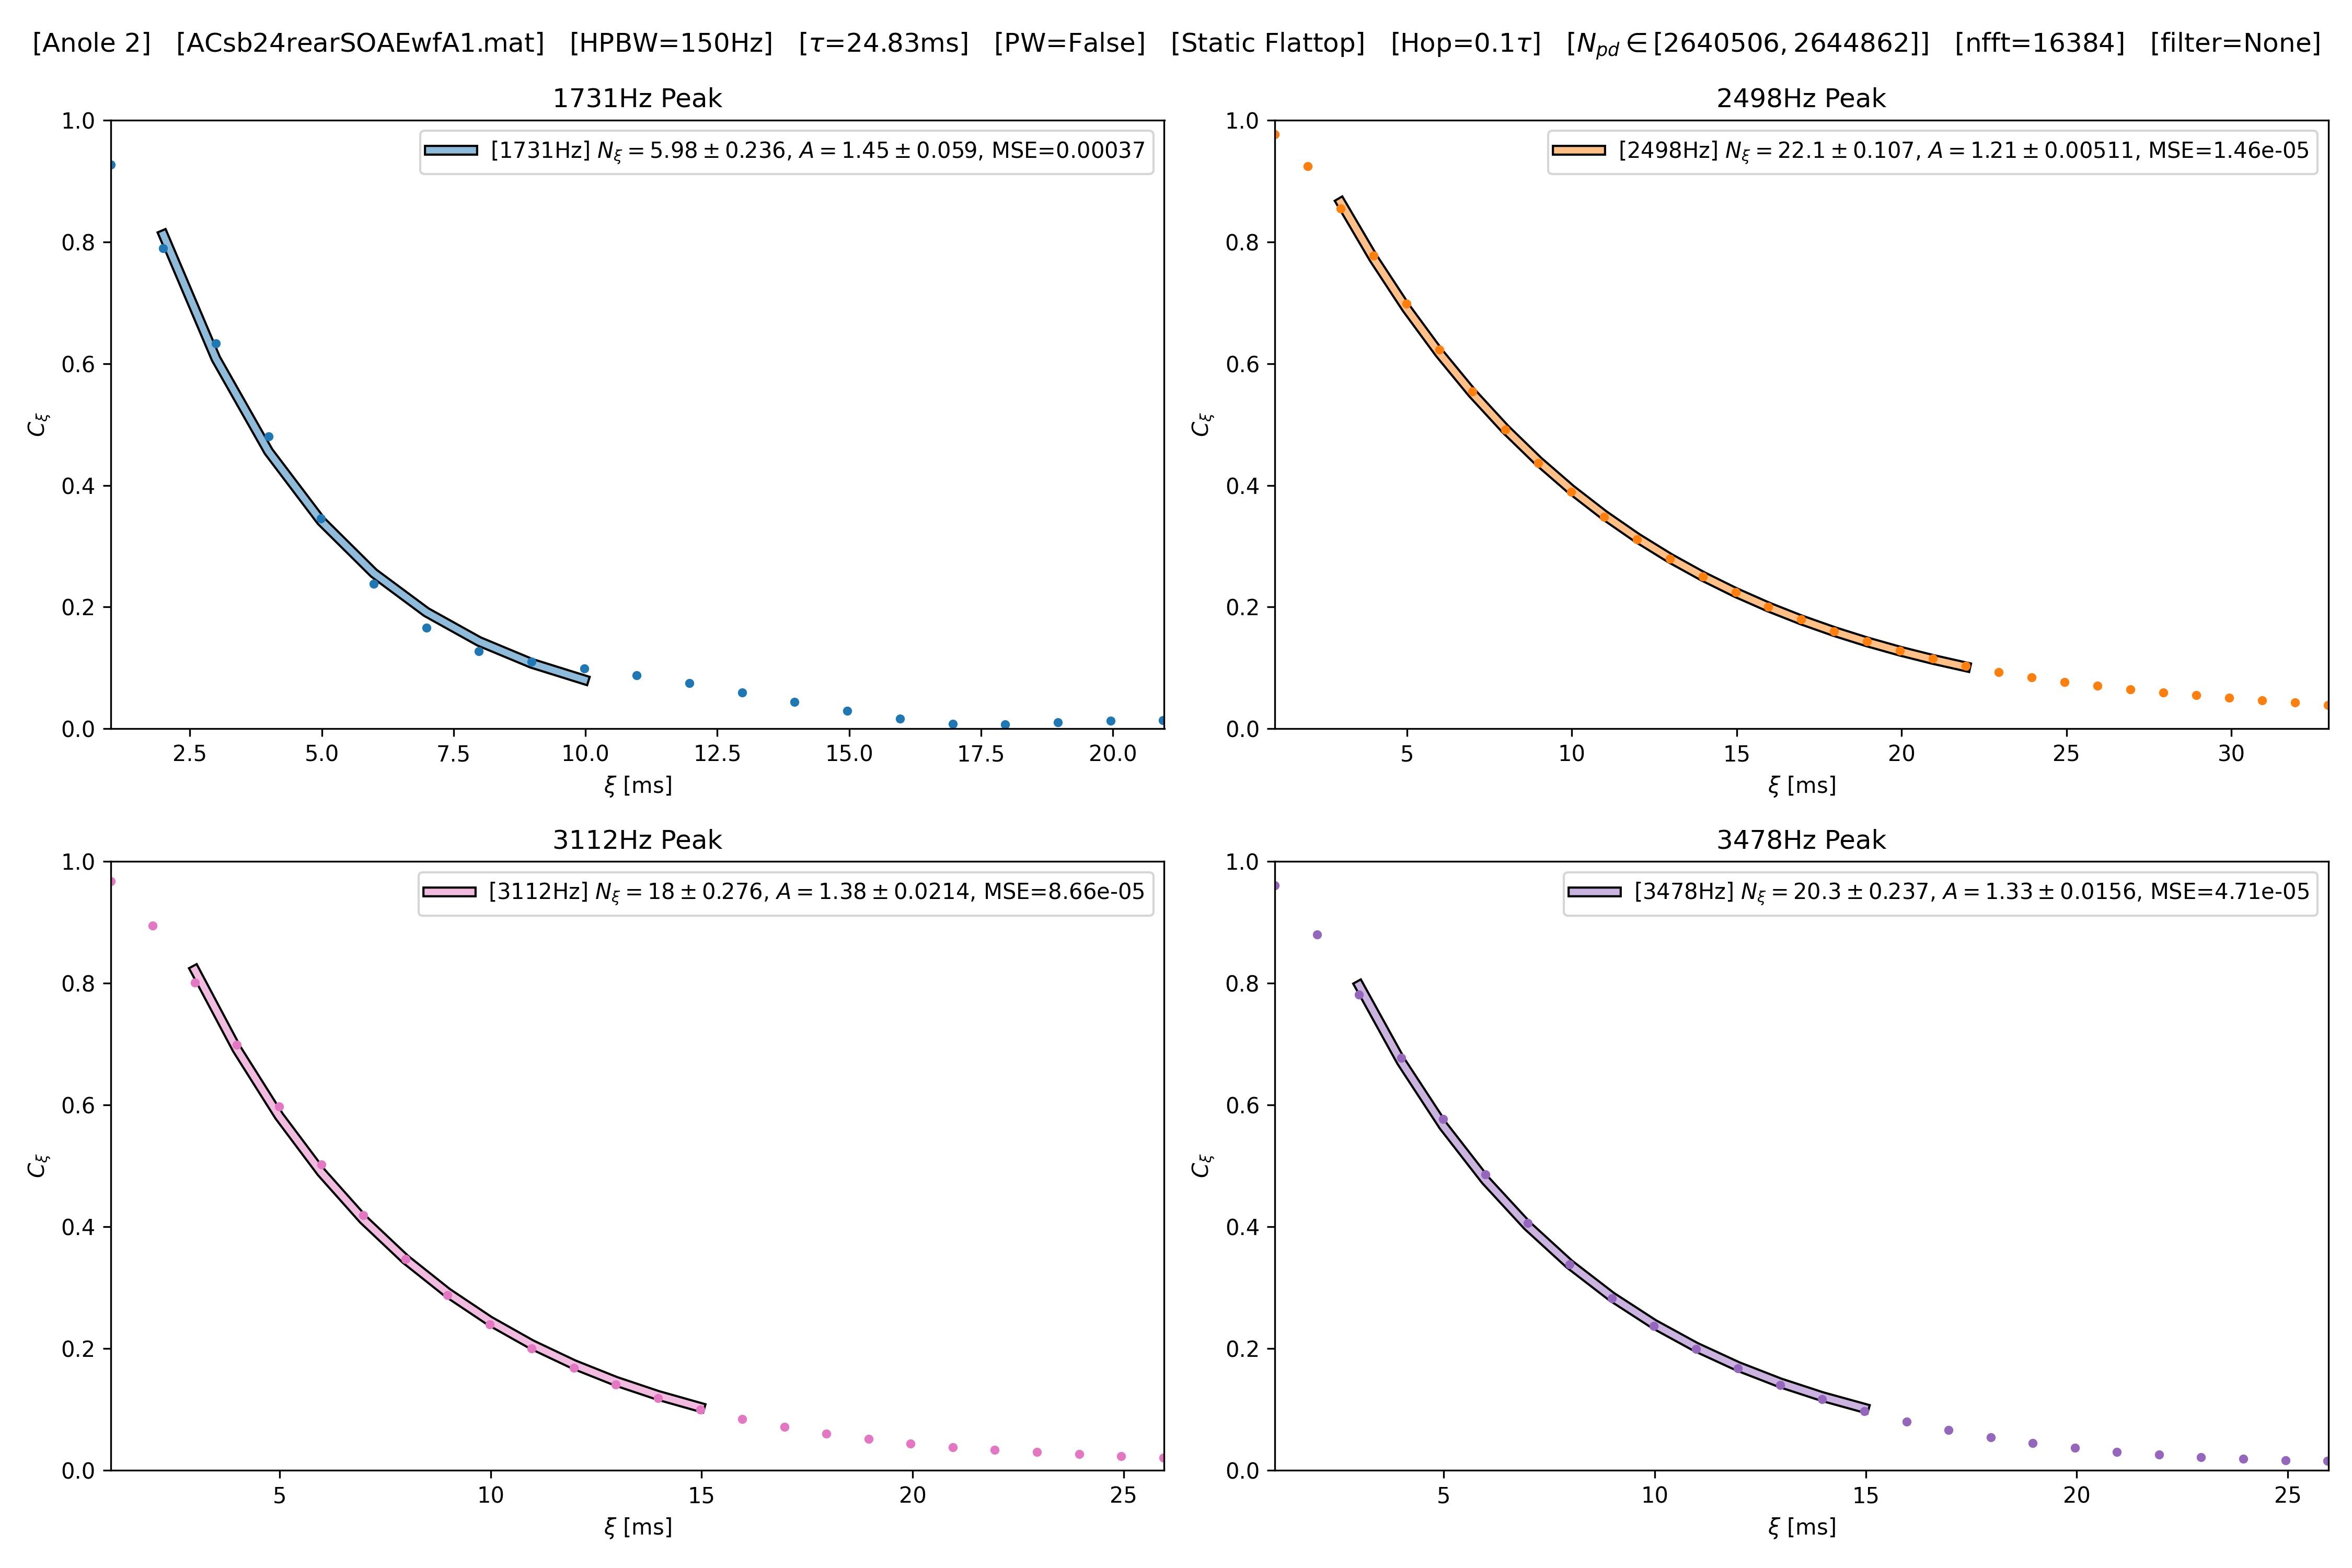 [Anole 2] [ACsb24rearSOAEwfA1.mat] [HPBW=150Hz] [τ=24.83ms] [PW=False] [Static Flattop] [Hop=0.1τ] [N_pd ∈ [2640506, 2644862]] [nfft=16384] [filter=None]
1731Hz Peak
[1731Hz] N_ξ = 5.98 ± 0.236, A = 1.45 ± 0.059, MSE=0.00037
1.0
0.8
0.6
0.4
0.2
0.0
C_ξ
2.5 5.0 7.5 10.0 12.5 15.0 17.5 20.0
ξ [ms]
2498Hz Peak
[2498Hz] N_ξ = 22.1 ± 0.107, A = 1.21 ± 0.00511, MSE=1.46e-05
1.0
0.8
0.6
0.4
0.2
0.0
C_ξ
5 10 15 20 25 30
ξ [ms]
3112Hz Peak
[3112Hz] N_ξ = 18 ± 0.276, A = 1.38 ± 0.0214, MSE=8.66e-05
1.0
0.8
0.6
0.4
0.2
0.0
C_ξ
5 10 15 20 25
ξ [ms]
3478Hz Peak
[3478Hz] N_ξ = 20.3 ± 0.237, A = 1.33 ± 0.0156, MSE=4.71e-05
1.0
0.8
0.6
0.4
0.2
0.0
C_ξ
5 10 15 20 25
ξ [ms]